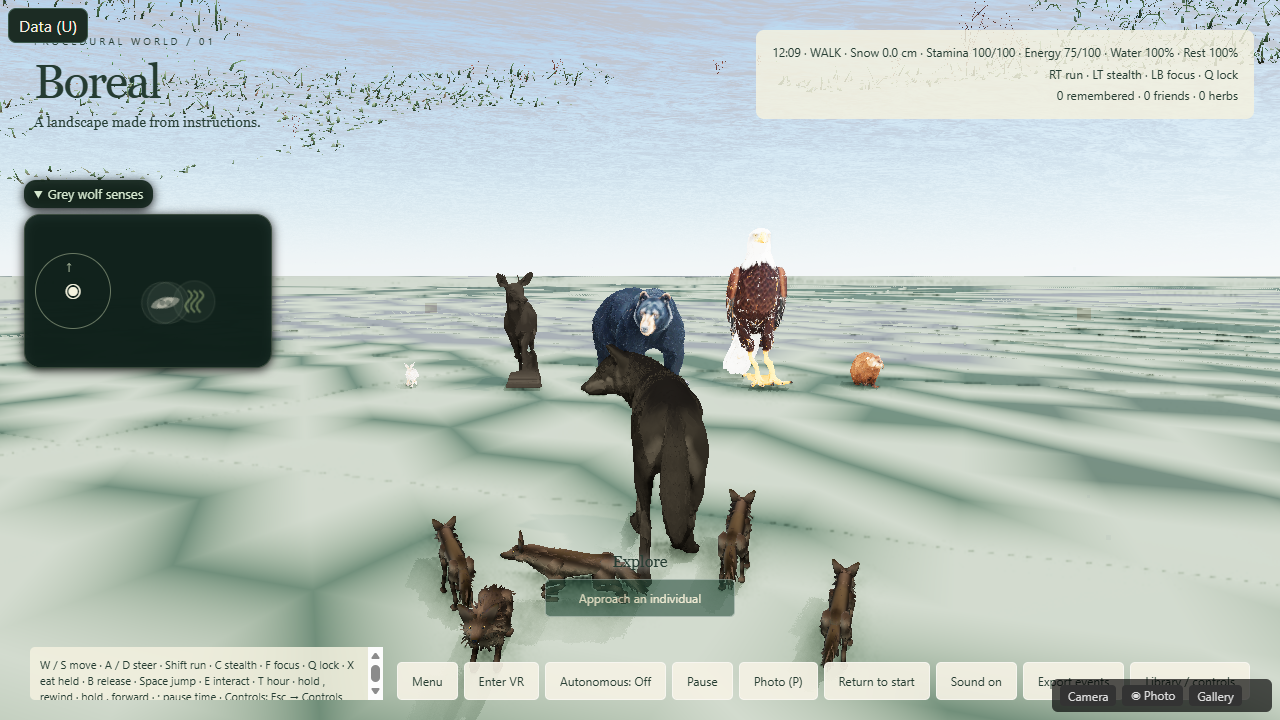 Data (U)
PROCEDURAL WORLD / 01
Boreal
A landscape made from instructions.
12:09 · WALK · Snow 0.0 cm · Stamina 100/100 · Energy 75/100 · Water 100% · Rest 100%
RT run · LT stealth · LB focus · Q lock
0 remembered · 0 friends · 0 herbs
▼ Grey wolf senses
↑
Explore
Approach an individual
W / S move · A / D steer · Shift run · C stealth · F focus · Q lock · X
eat held · B release · Space jump · E interact · T hour · hold ,
rewind · hold . forward · ; pause time · Controls: Esc → Controls
Menu
Enter VR
Autonomous: Off
Pause
Photo (P)
Return to start
Sound on
Export events
Library / controls
Camera
◉ Photo
Gallery